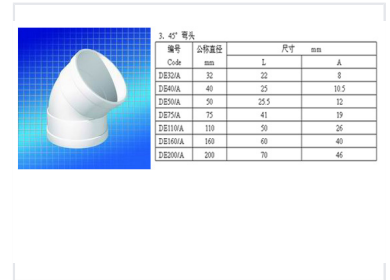 3、45° 弯头
编号 公称直径 尺寸 mm
Code mm L A
DE32/A 32 22 8
DE40/A 40 25 10.5
DE50/A 50 25.5 12
DE75/A 75 41 19
DE110/A 110 50 26
DE160/A 160 60 40
DE200/A 200 70 46